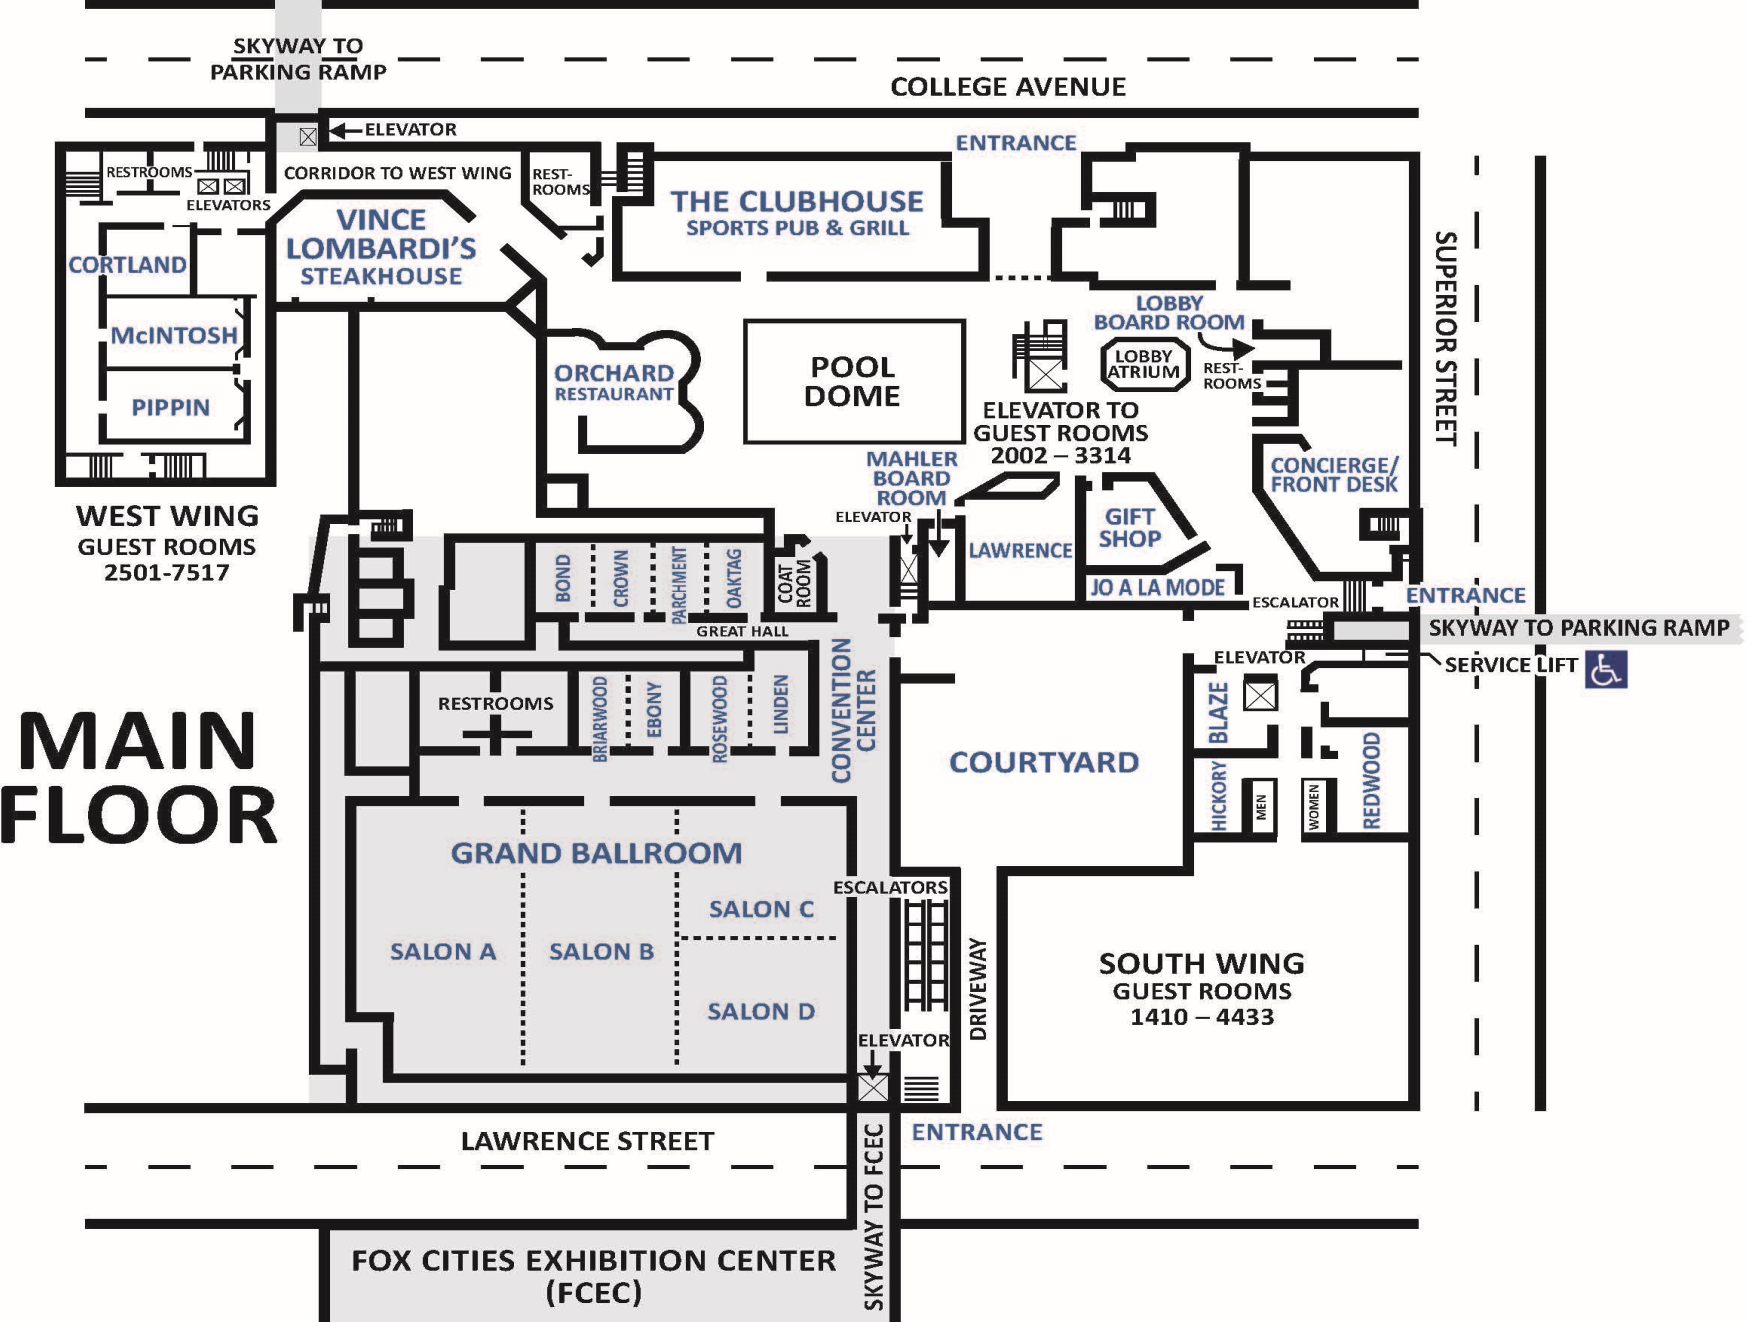 SKYWAY TO
PARKING RAMP
COLLEGE AVENUE
ELEVATOR
ENTRANCE
RESTROOMS
ELEVATORS
CORRIDOR TO WEST WING
REST-
ROOMS
THE CLUBHOUSE
SPORTS PUB & GRILL
VINCE
LOMBARDI'S
STEAKHOUSE
CORTLAND
McINTOSH
PIPPIN
WEST WING
GUEST ROOMS
2501-7517
ORCHARD
RESTAURANT
POOL
DOME
LOBBY
BOARD ROOM
LOBBY
ATRIUM
REST-
ROOMS
ELEVATOR TO
GUEST ROOMS
2002 – 3314
SUPERIOR STREET
MAHLER
BOARD
ROOM
ELEVATOR
LAWRENCE
GIFT
SHOP
JO A LA MODE
CONCIERGE/
FRONT DESK
ESCALATOR
ENTRANCE
SKYWAY TO PARKING RAMP
SERVICE LIFT
BOND
CROWN
PARCHMENT
OAKTAG
COAT
ROOM
GREAT HALL
CONVENTION
CENTER
RESTROOMS
BRIARWOOD
EBONY
ROSEWOOD
LINDEN
MAIN
FLOOR
COURTYARD
ELEVATOR
BLAZE
HICKORY
MEN
WOMEN
REDWOOD
GRAND BALLROOM
SALON A
SALON B
SALON C
SALON D
ESCALATORS
ELEVATOR
DRIVEWAY
SOUTH WING
GUEST ROOMS
1410 – 4433
LAWRENCE STREET
ENTRANCE
SKYWAY TO FCEC
FOX CITIES EXHIBITION CENTER
(FCEC)